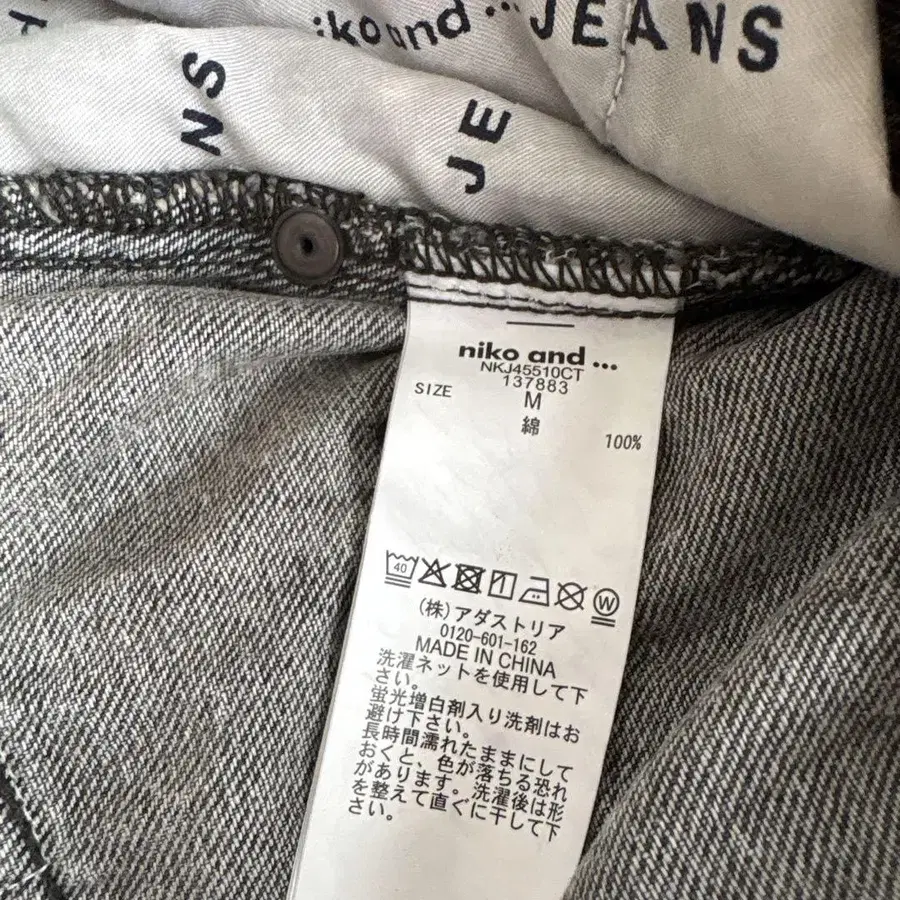 niko and ... JEANS
NS
JE
niko and ...
NKJ45510CT
137883
SIZE M
綿 100%
40
W
(株)アダストリア
0120-601-162
MADE IN CHINA
洗濯ネットを使用して下
さい。
蛍光増白剤入り洗剤はお
避け下さい。
長時間濡れたままにして
おくと、色が落ちる恐れ
があります。洗濯後は形
を整えて直ぐに干して下
さい。